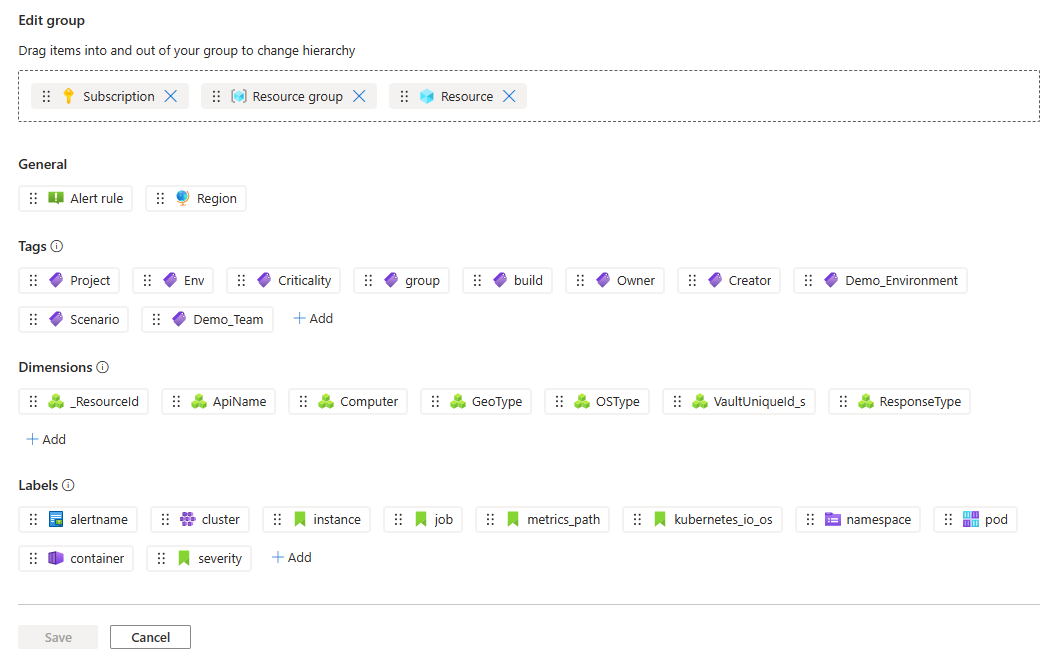 Edit group
Drag items into and out of your group to change hierarchy
Subscription Resource group Resource
General
Alert rule Region
Tags
Project Env Criticality group build Owner Creator Demo_Environment
Scenario Demo_Team + Add
Dimensions
_ResourceId ApiName Computer GeoType OSType VaultUniqueId_s ResponseType
+ Add
Labels
alertname cluster instance job metrics_path kubernetes_io_os namespace pod
container severity + Add
Save Cancel